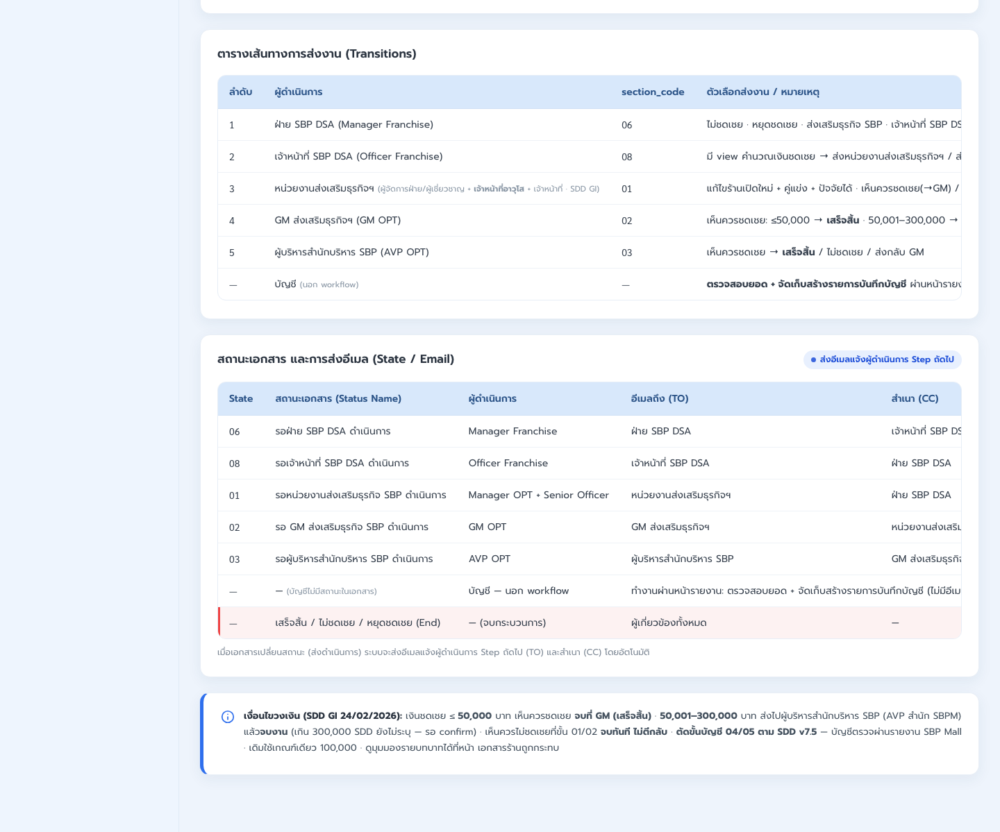 ตารางเส้นทางการส่งงาน (Transitions)
ลำดับ ผู้ดำเนินการ section_code ตัวเลือกส่งงาน / หมายเหตุ
1 ฝ่าย SBP DSA (Manager Franchise) 06 ไม่ชดเชย · หยุดชดเชย · ส่งเสริมธุรกิจ SBP · เจ้าหน้าที่ SBP DS
2 เจ้าหน้าที่ SBP DSA (Officer Franchise) 08 มี view คำนวณเงินชดเชย → ส่งหน่วยงานส่งเสริมธุรกิจฯ / ส่
3 หน่วยงานส่งเสริมธุรกิจฯ (ผู้จัดการฝ่าย/ผู้เชี่ยวชาญ + เจ้าหน้าที่อาวุโส + เจ้าหน้าที่ · SDD GI) 01 แก้ไขร้านเปิดใหม่ + คู่แข่ง + ปัจจัยได้ · เห็นควรชดเชย(→GM) /
4 GM ส่งเสริมธุรกิจฯ (GM OPT) 02 เห็นควรชดเชย: ≤50,000 → เสร็จสิ้น · 50,001–300,000 →
5 ผู้บริหารสำนักบริหาร SBP (AVP OPT) 03 เห็นควรชดเชย → เสร็จสิ้น / ไม่ชดเชย / ส่งกลับ GM
— บัญชี (นอก workflow) — ตรวจสอบยอด + จัดเก็บสร้างรายการบันทึกบัญชี ผ่านหน้ารายง
สถานะเอกสาร และการส่งอีเมล (State / Email)
ส่งอีเมลแจ้งผู้ดำเนินการ Step ถัดไป
State สถานะเอกสาร (Status Name) ผู้ดำเนินการ อีเมลถึง (TO) สำเนา (CC)
06 รอฝ่าย SBP DSA ดำเนินการ Manager Franchise ฝ่าย SBP DSA เจ้าหน้าที่ SBP DS
08 รอเจ้าหน้าที่ SBP DSA ดำเนินการ Officer Franchise เจ้าหน้าที่ SBP DSA ฝ่าย SBP DSA
01 รอหน่วยงานส่งเสริมธุรกิจ SBP ดำเนินการ Manager OPT + Senior Officer หน่วยงานส่งเสริมธุรกิจฯ ฝ่าย SBP DSA
02 รอ GM ส่งเสริมธุรกิจ SBP ดำเนินการ GM OPT GM ส่งเสริมธุรกิจฯ หน่วยงานส่งเสริม
03 รอผู้บริหารสำนักบริหาร SBP ดำเนินการ AVP OPT ผู้บริหารสำนักบริหาร SBP GM ส่งเสริมธุรกิจ
— — (บัญชีไม่มีสถานะในเอกสาร) บัญชี — นอก workflow ทำงานผ่านหน้ารายงาน: ตรวจสอบยอด + จัดเก็บสร้างรายการบันทึกบัญชี (ไม่มีอีเม
— เสร็จสิ้น / ไม่ชดเชย / หยุดชดเชย (End) — (จบกระบวนการ) ผู้เกี่ยวข้องทั้งหมด —
เมื่อเอกสารเปลี่ยนสถานะ (ส่งดำเนินการ) ระบบจะส่งอีเมลแจ้งผู้ดำเนินการ Step ถัดไป (TO) และสำเนา (CC) โดยอัตโนมัติ
เงื่อนไขวงเงิน (SDD GI 24/02/2026): เงินชดเชย ≤ 50,000 บาท เห็นควรชดเชย จบที่ GM (เสร็จสิ้น) · 50,001–300,000 บาท ส่งไปผู้บริหารสำนักบริหาร SBP (AVP สำนัก SBPM)
แล้วจบงาน (เกิน 300,000 SDD ยังไม่ระบุ — รอ confirm) · เห็นควรไม่ชดเชยที่ขั้น 01/02 จบทันที ไม่ตีกลับ · ตัดขั้นบัญชี 04/05 ตาม SDD v7.5 — บัญชีตรวจผ่านรายงาน SBP Mall
· เดิมใช้เกณฑ์เดียว 100,000 · ดูมุมมองรายบทบาทได้ที่หน้า เอกสารร้านถูกกระทบ